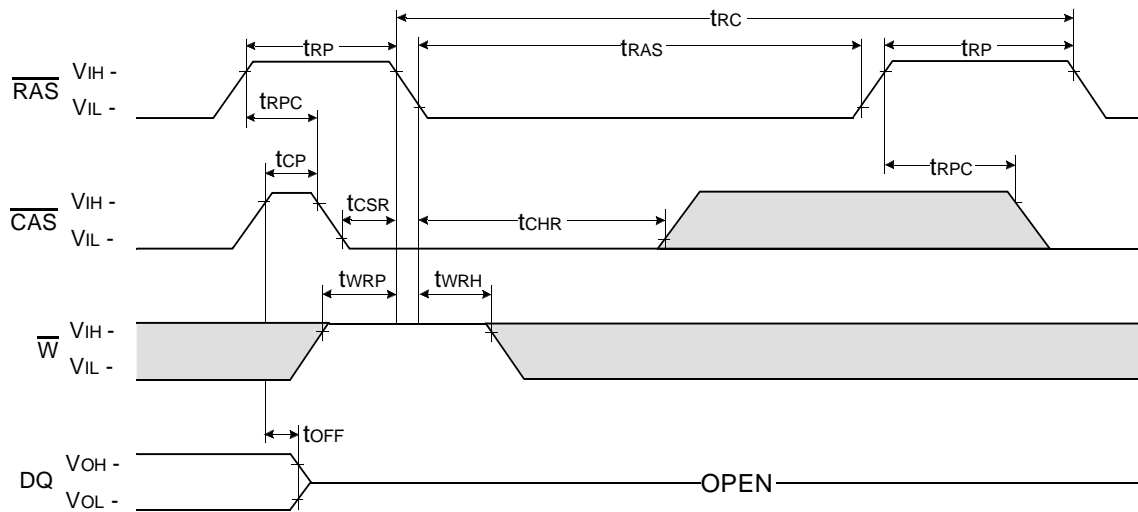 tRC
tRP
tRAS
tRP
RAS
VIH -
VIL -
tRPC
tCP
tRPC
CAS
VIH -
VIL -
tCSR
tCHR
tWRP
tWRH
W
VIH -
VIL -
tOFF
DQ
VOH -
VOL -
OPEN